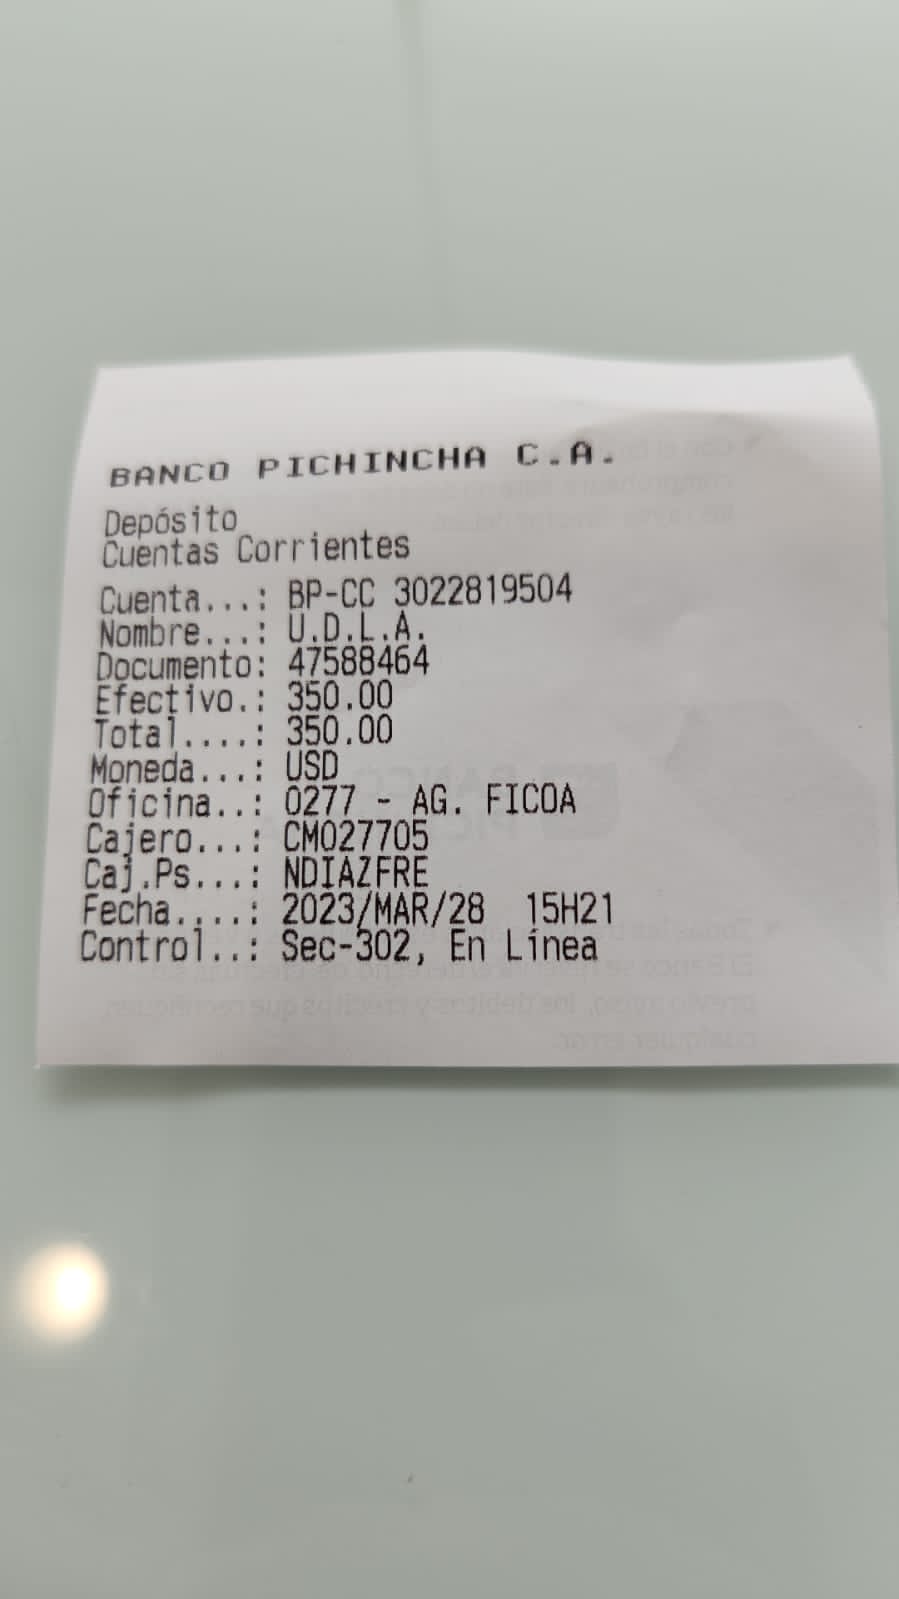 BANCO PICHINCHA C.A.
Depósito
Cuentas Corrientes
Cuenta...: BP-CC 3022819504
Nombre...: U.D.L.A.
Documento: 47588464
Efectivo.: 350.00
Total....: 350.00
Moneda...: USD
Oficina..: 0277 - AG. FICOA
Cajero...: CM027705
Caj.Ps...: NDIAZFRE
Fecha....: 2023/MAR/28  15H21
Control..: Sec-302, En Línea